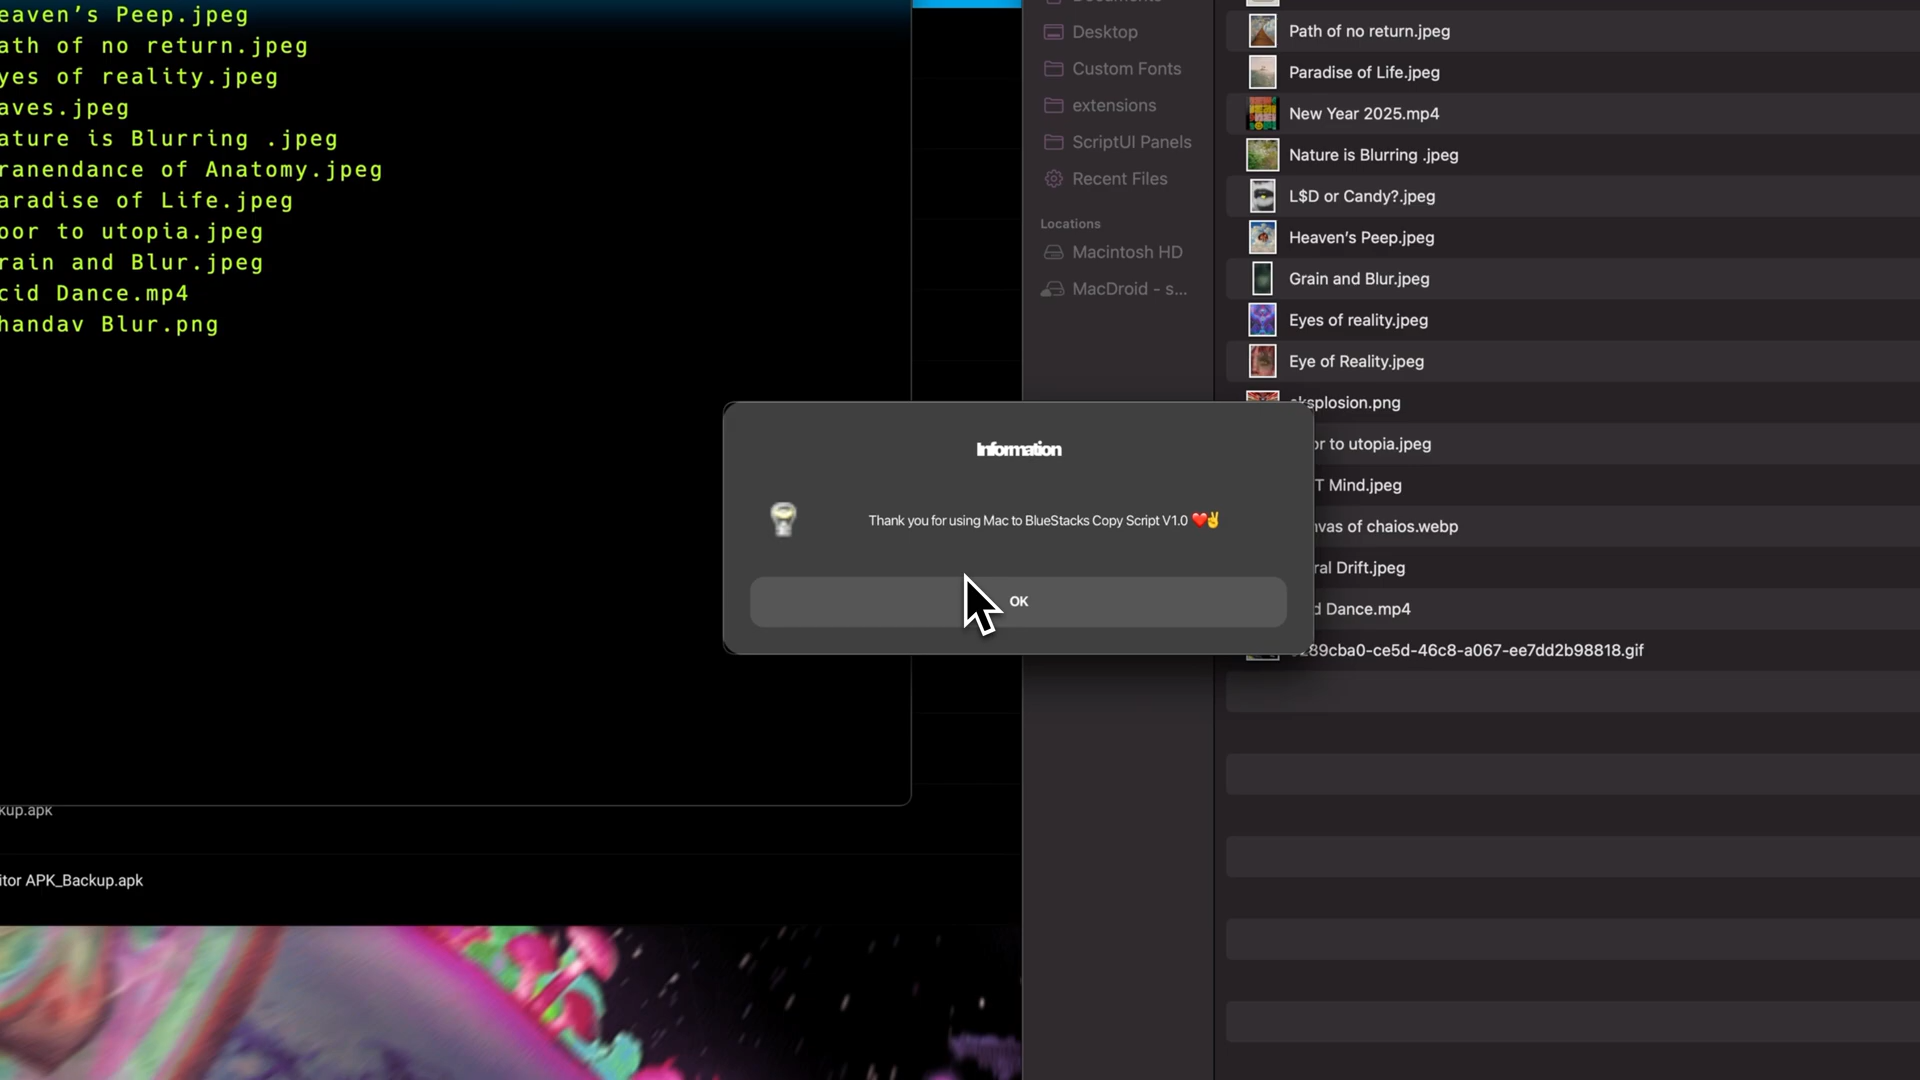 eaven’s Peep.jpeg
ath of no return.jpeg
yes of reality.jpeg
aves.jpeg
ature is Blurring .jpeg
ranendance of Anatomy.jpeg
aradise of Life.jpeg
oor to utopia.jpeg
rain and Blur.jpeg
cid Dance.mp4
handav Blur.png
kup.apk
itor APK_Backup.apk
Documents
Desktop
Custom Fonts
extensions
ScriptUI Panels
Recent Files
Locations
Macintosh HD
MacDroid - s...
Path of no return.jpeg
Paradise of Life.jpeg
New Year 2025.mp4
Nature is Blurring .jpeg
L$D or Candy?.jpeg
Heaven’s Peep.jpeg
Grain and Blur.jpeg
Eyes of reality.jpeg
Eye of Reality.jpeg
eksplosion.png
or to utopia.jpeg
T Mind.jpeg
nvas of chaios.webp
ral Drift.jpeg
d Dance.mp4
289cba0-ce5d-46c8-a067-ee7dd2b98818.gif
Information
Thank you for using Mac to BlueStacks Copy Script V1.0 ❤️✌️
OK